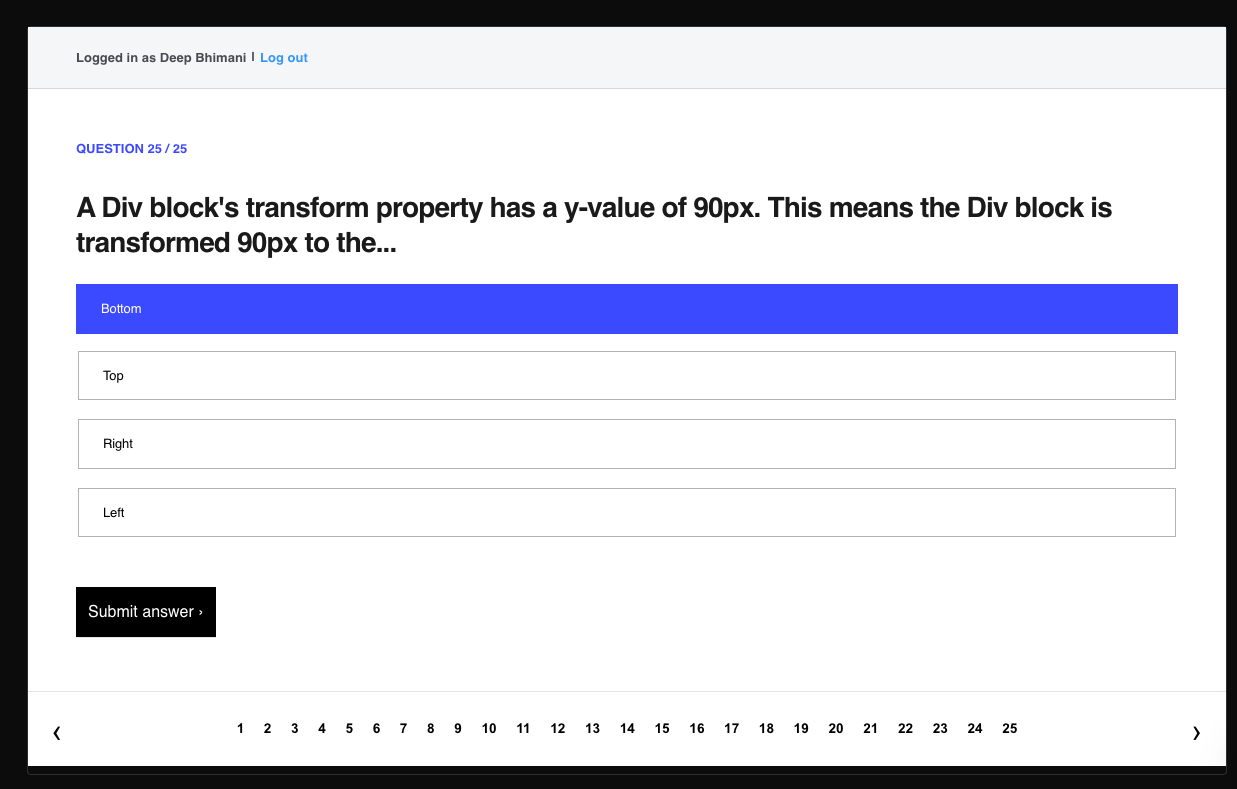 Logged in as Deep Bhimani | Log out
QUESTION 25 / 25
A Div block's transform property has a y-value of 90px. This means the Div block is
transformed 90px to the...
Bottom
Top
Right
Left
Submit answer ›
‹ 1 2 3 4 5 6 7 8 9 10 11 12 13 14 15 16 17 18 19 20 21 22 23 24 25 ›